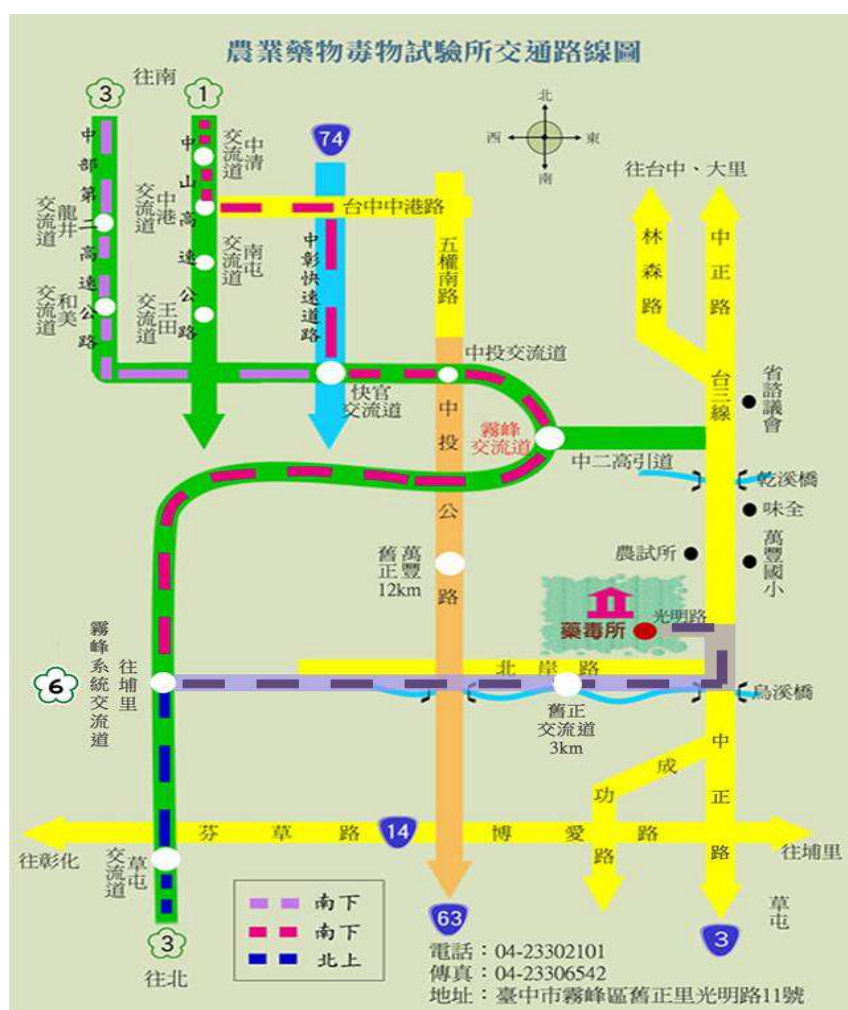 農業藥物毒物試驗所交通路線圖
往南
3
1
74
北
西
東
南
往台中、大里
中部第二高速公路
中山高速公路
中清
交流道
中港
交流道
台中中港路
龍井
交流道
南屯
交流道
和美
交流道
王田
交流道
中彰快速道路
五權南路
林森路
中正路
台三線
中投交流道
快官
交流道
霧峰
交流道
中二高引道
省諮議會
乾溪橋
味全
中投公路
萬豐
舊正
12km
農試所
萬豐國小
藥毒所
光明路
6
霧峰系統交流道
往埔里
北岸路
舊正
交流道
3km
烏溪橋
成功路
中正路
芬草路
14
博愛路
往彰化
往埔里
草屯
交流道
草屯
南下
南下
北上
3
往北
63
3
電話：04-23302101
傳真：04-23306542
地址：臺中市霧峰區舊正里光明路11號